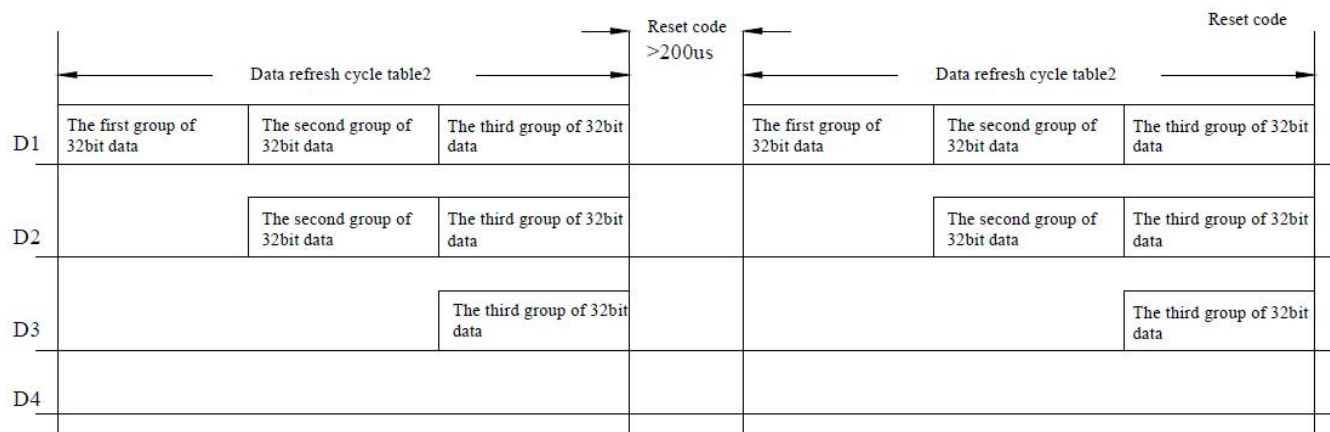 Reset code
>200us
Reset code
Data refresh cycle table2
Data refresh cycle table2
D1
The first group of
32bit data
The second group of
32bit data
The third group of 32bit
data
The first group of
32bit data
The second group of
32bit data
The third group of 32bit
data
D2
The second group of
32bit data
The third group of 32bit
data
The second group of
32bit data
The third group of 32bit
data
D3
The third group of 32bit
data
The third group of 32bit
data
D4